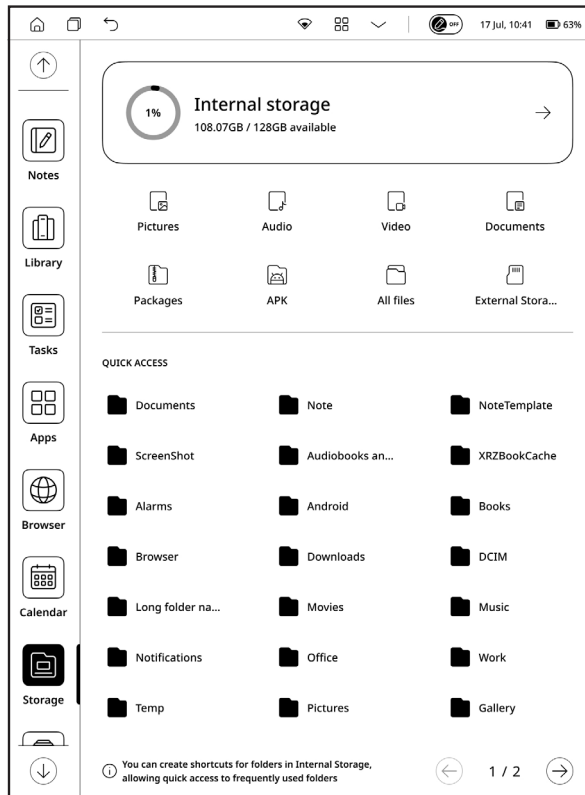 OFF
17 Jul, 10:41
63%
1%
Internal storage
108.07GB / 128GB available
Notes
Library
Tasks
Apps
Browser
Calendar
Storage
Pictures
Audio
Video
Documents
Packages
APK
All files
External Stora...
QUICK ACCESS
Documents
Note
NoteTemplate
ScreenShot
Audiobooks an...
XRZBookCache
Alarms
Android
Books
Browser
Downloads
DCIM
Long folder na...
Movies
Music
Notifications
Office
Work
Temp
Pictures
Gallery
You can create shortcuts for folders in Internal Storage,
allowing quick access to frequently used folders
1 / 2